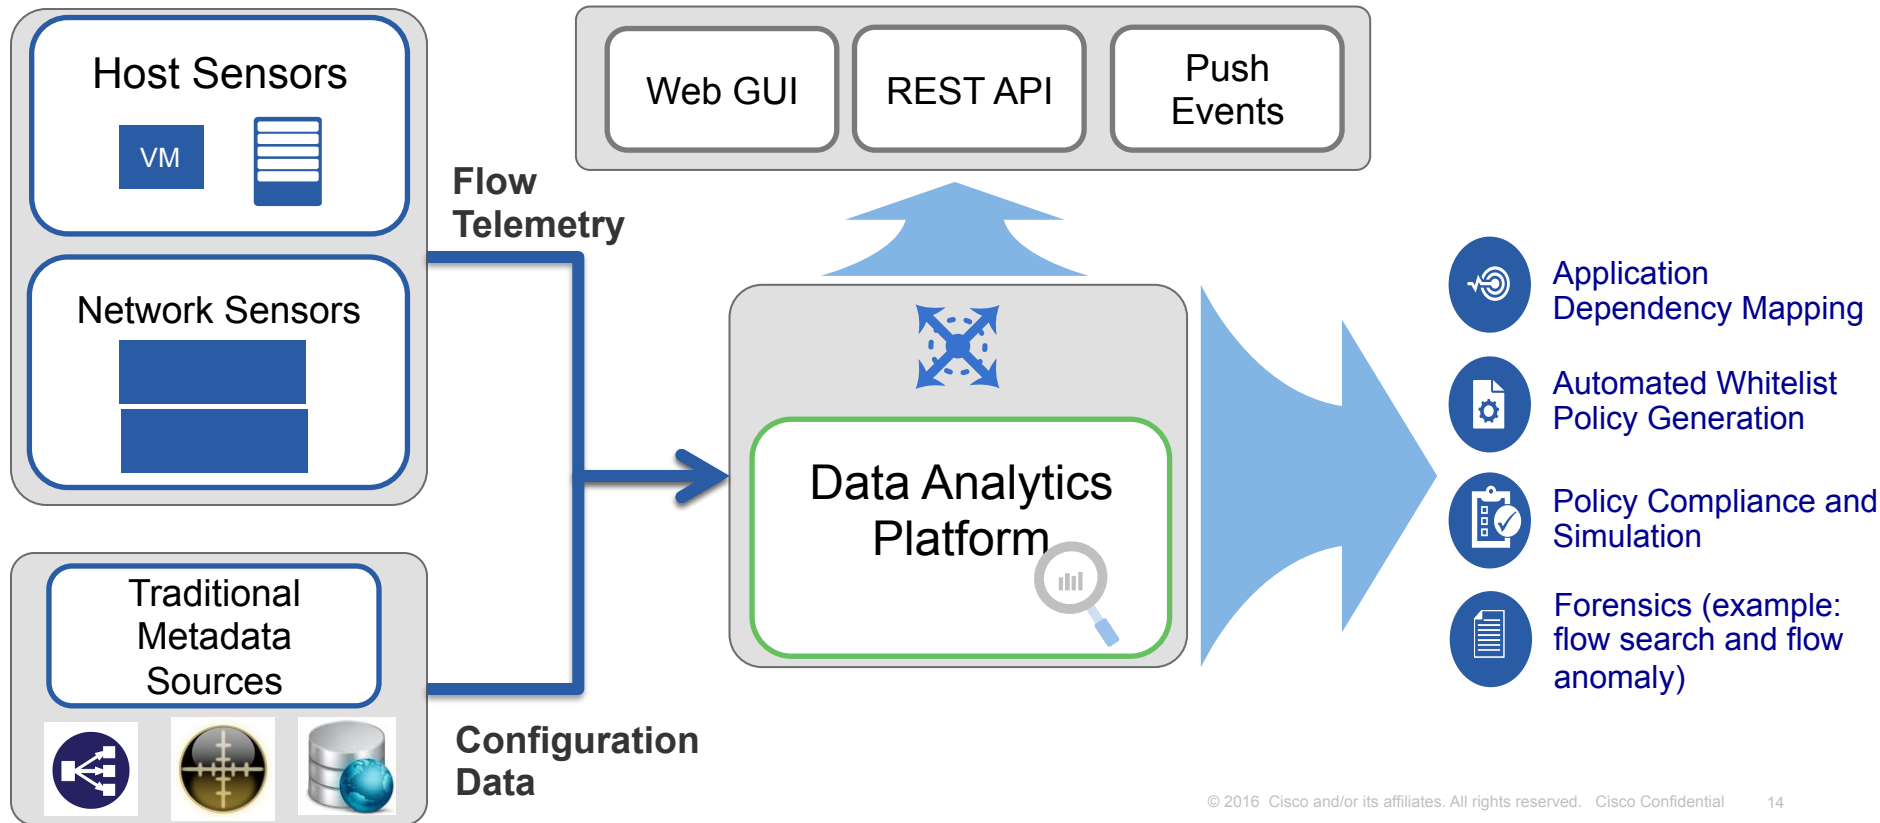 Host Sensors
VM
Network Sensors
Flow
Telemetry
Traditional
Metadata
Sources
Configuration
Data
Web GUI
REST API
Push
Events
Data Analytics
Platform
Application
Dependency Mapping
Automated Whitelist
Policy Generation
Policy Compliance and
Simulation
Forensics (example:
flow search and flow
anomaly)
© 2016 Cisco and/or its affiliates. All rights reserved. Cisco Confidential 14